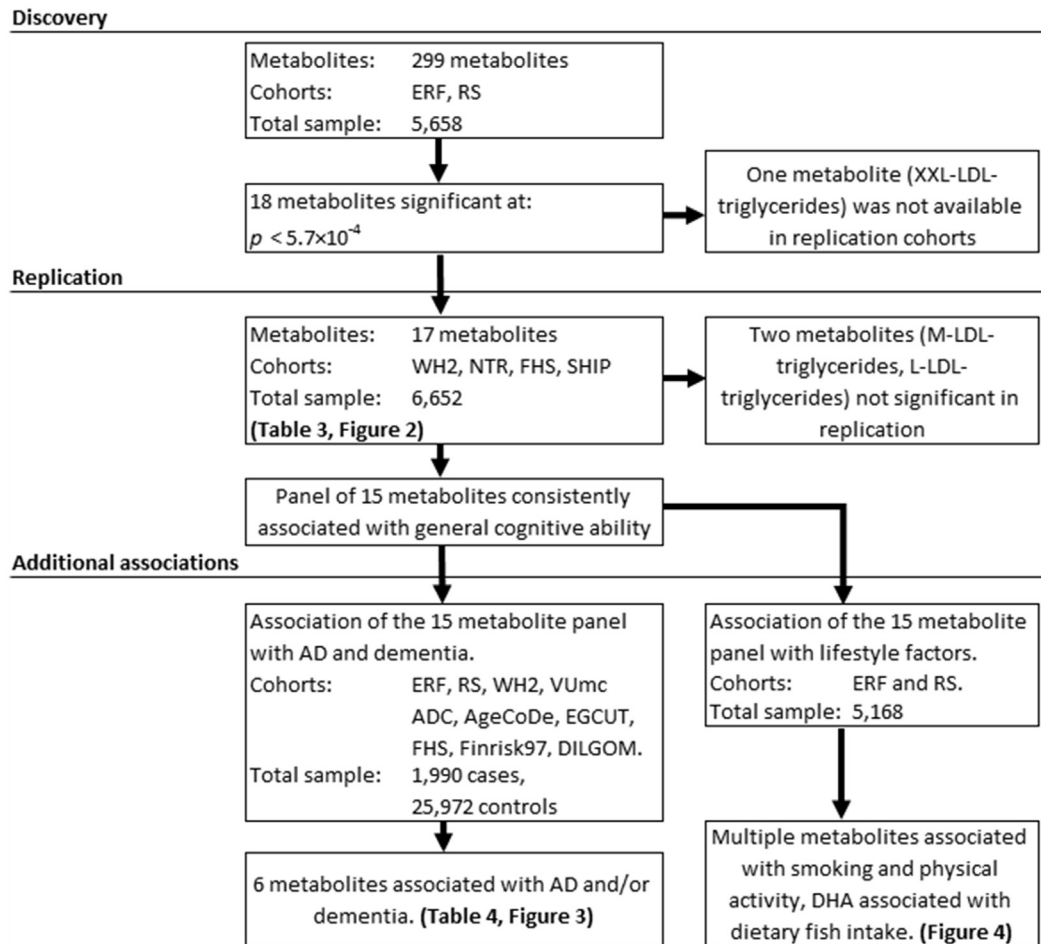 Discovery
Metabolites: 299 metabolites
Cohorts: ERF, RS
Total sample: 5,658
18 metabolites significant at:
p < 5.7×10⁻⁴
One metabolite (XXL-LDL-
triglycerides) was not available
in replication cohorts
Replication
Metabolites: 17 metabolites
Cohorts: WH2, NTR, FHS, SHIP
Total sample: 6,652
(Table 3, Figure 2)
Two metabolites (M-LDL-
triglycerides, L-LDL-
triglycerides) not significant in
replication
Panel of 15 metabolites consistently
associated with general cognitive ability
Additional associations
Association of the 15 metabolite panel
with AD and dementia.
Cohorts: ERF, RS, WH2, VUmc
ADC, AgeCoDe, EGCUT,
FHS, Finrisk97, DILGOM.
Total sample: 1,990 cases,
25,972 controls
Association of the 15 metabolite
panel with lifestyle factors.
Cohorts: ERF and RS.
Total sample: 5,168
6 metabolites associated with AD and/or
dementia. (Table 4, Figure 3)
Multiple metabolites associated
with smoking and physical
activity, DHA associated with
dietary fish intake. (Figure 4)